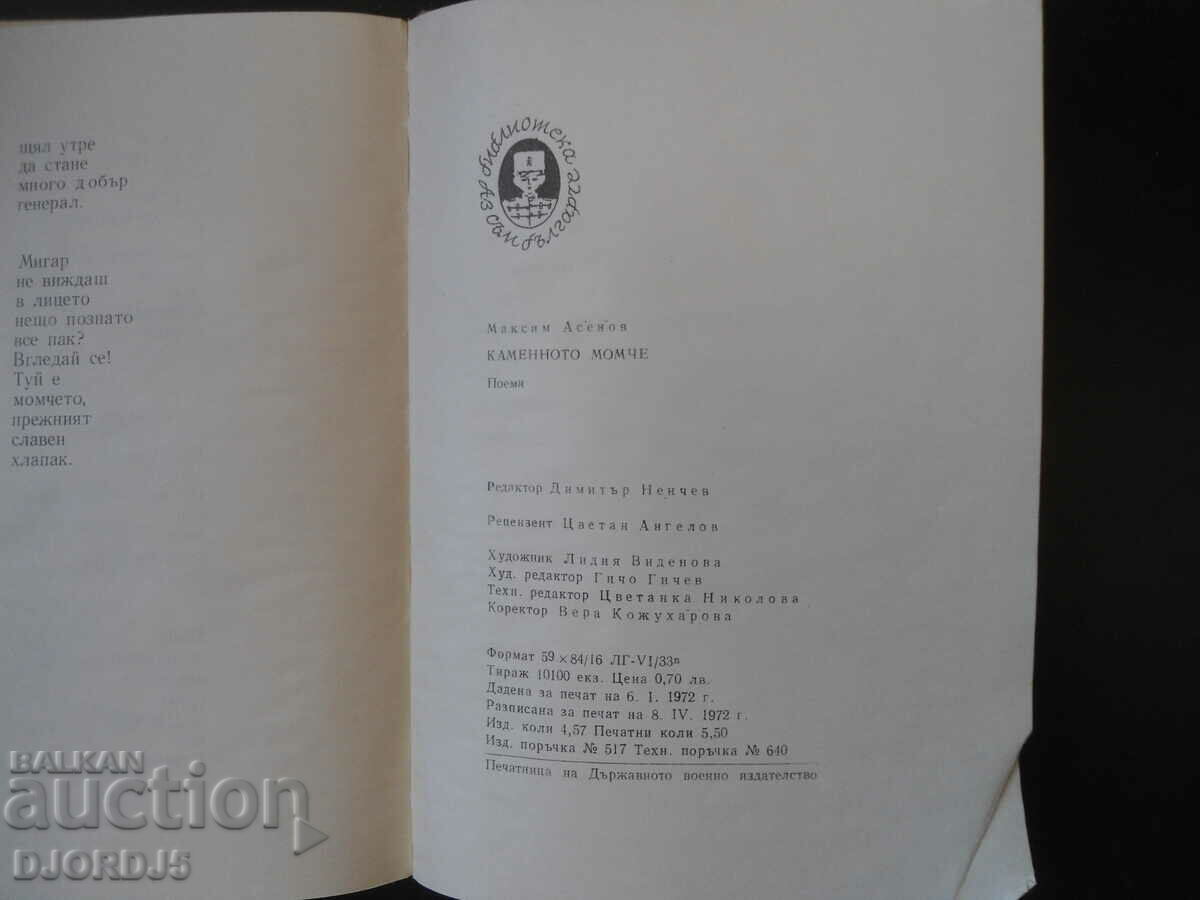 щял утре
да стане
много добър
генерал.
Мигар
не виждаш
в лицето
нещо познато
все пак?
Вгледай се!
Туй е
момчето,
прежният
славен
хлапак.
библиотека
Аз съм българче
Максим Асенов
КАМЕННОТО МОМЧЕ
Поеми
Редактор Димитър Ненчев
Рецензент Цветан Ангелов
Художник Лидия Виденова
Худ. редактор Гичо Гичев
Техн. редактор Цветанка Николова
Коректор Вера Кожухарова
Формат 59×84/16 ЛГ-VI/33п
Тираж 10100 екз. Цена 0,70 лв.
Дадена за печат на 6. I. 1972 г.
Разписана за печат на 8. IV. 1972 г.
Изд. коли 4,57 Печатни коли 5,50
Изд. поръчка № 517 Техн. поръчка № 640
Печатница на Държавното военно издателство
BALKAN
auction
DJORDJ5